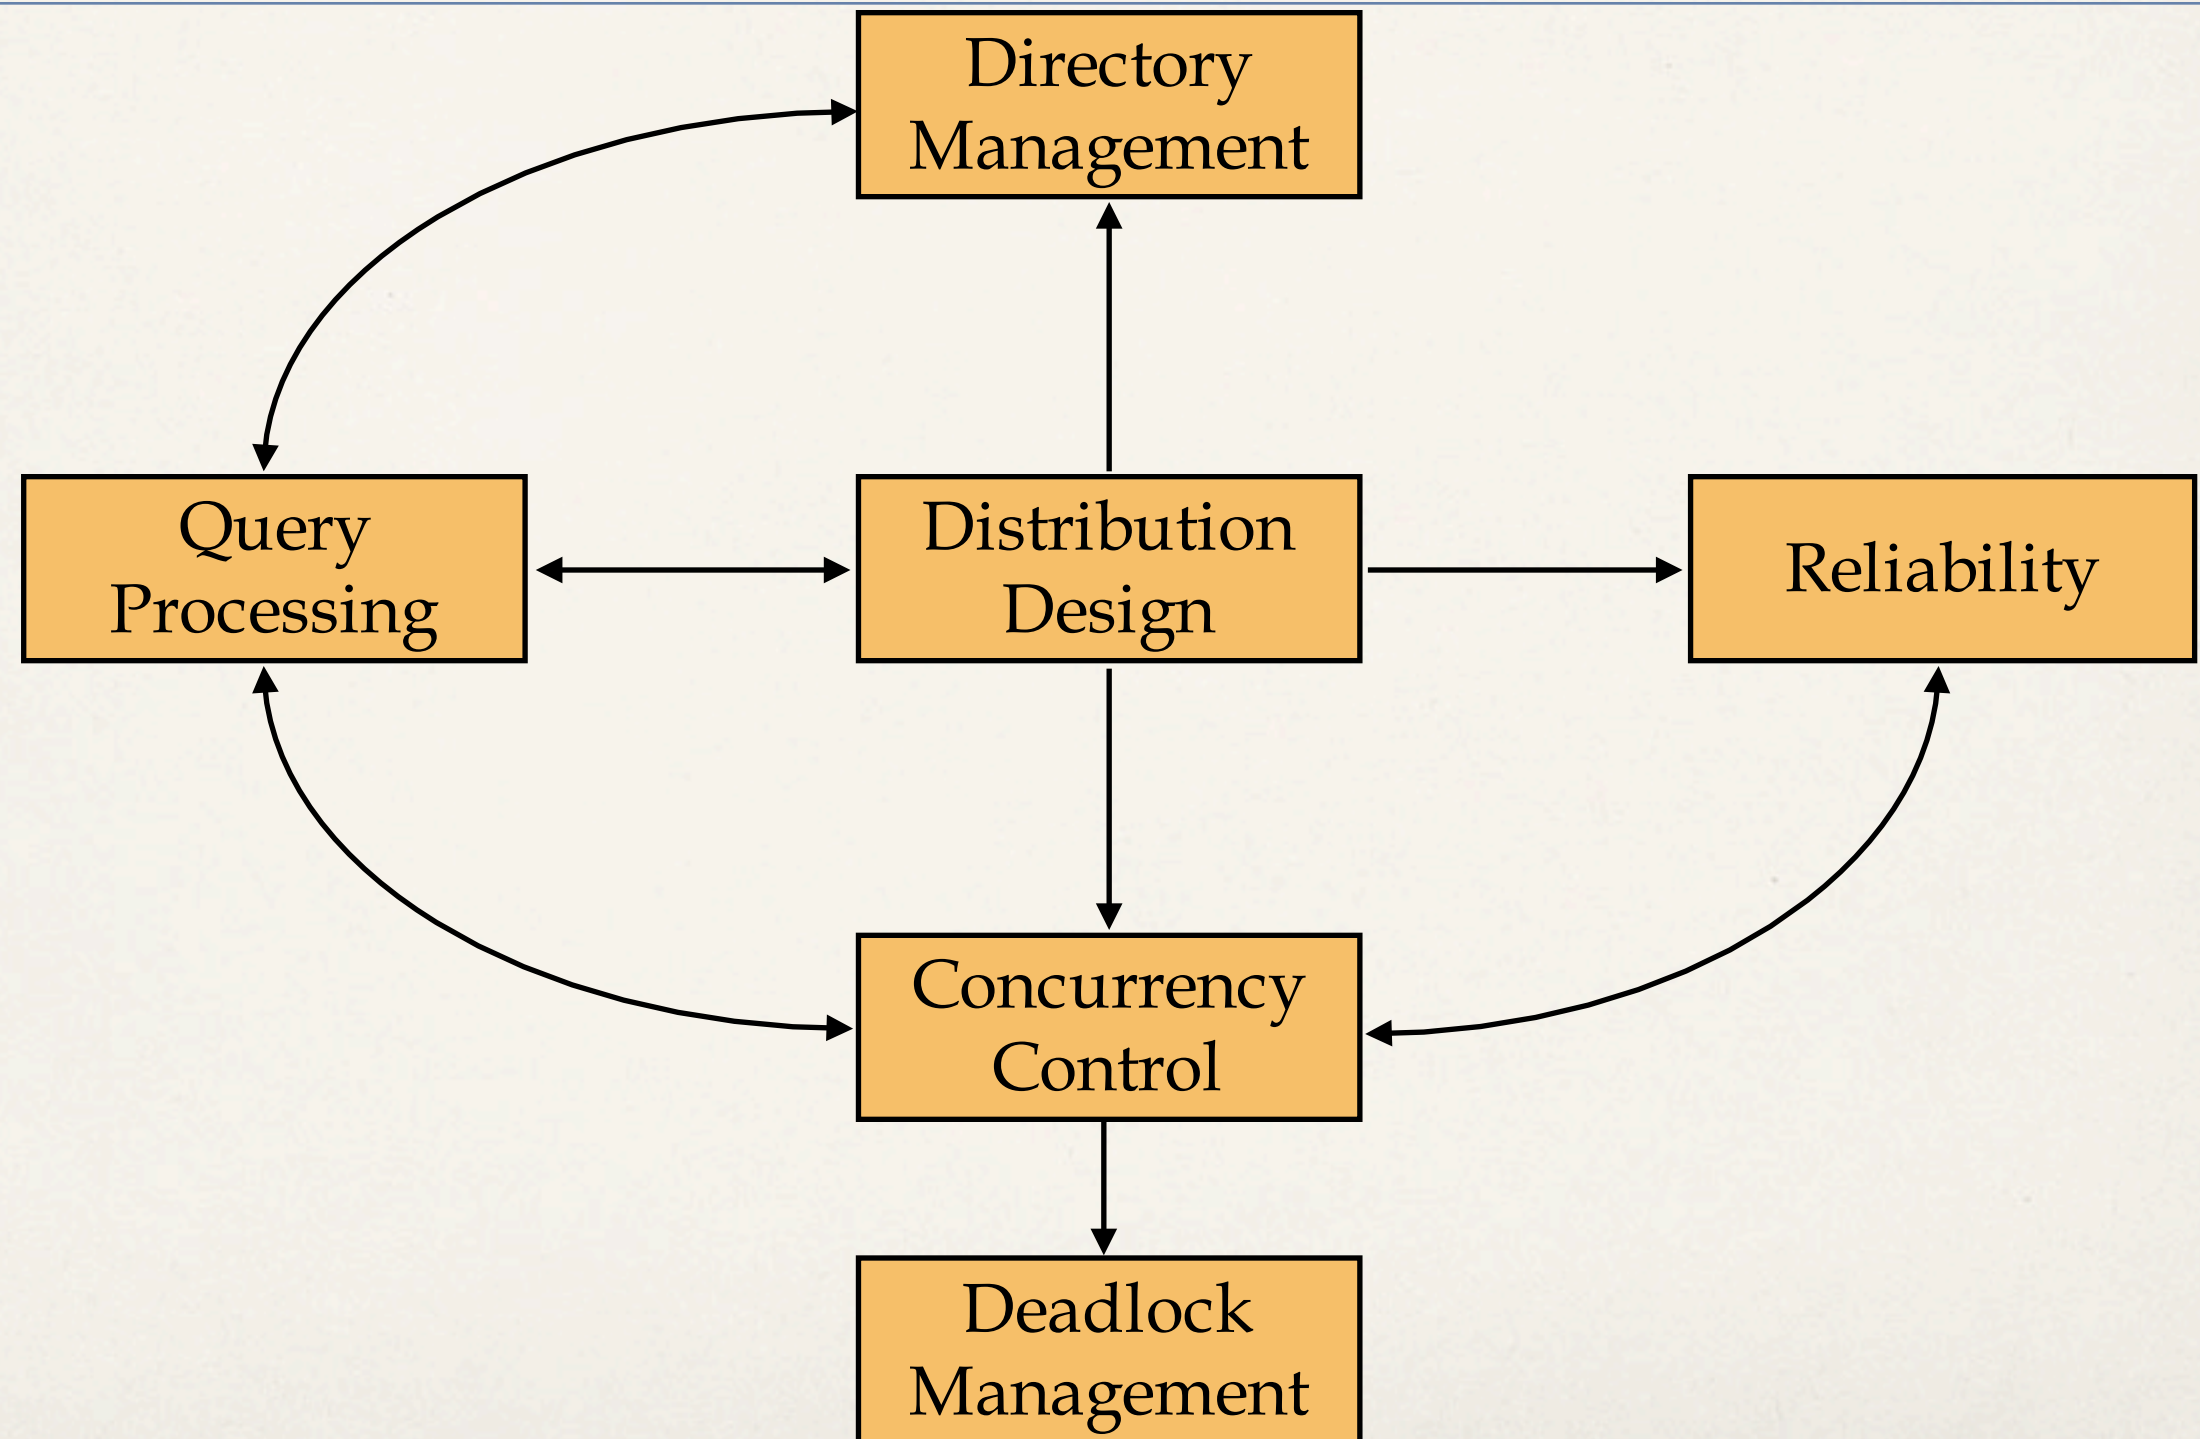 Directory
Management
Query
Processing
Distribution
Design
Reliability
Concurrency
Control
Deadlock
Management